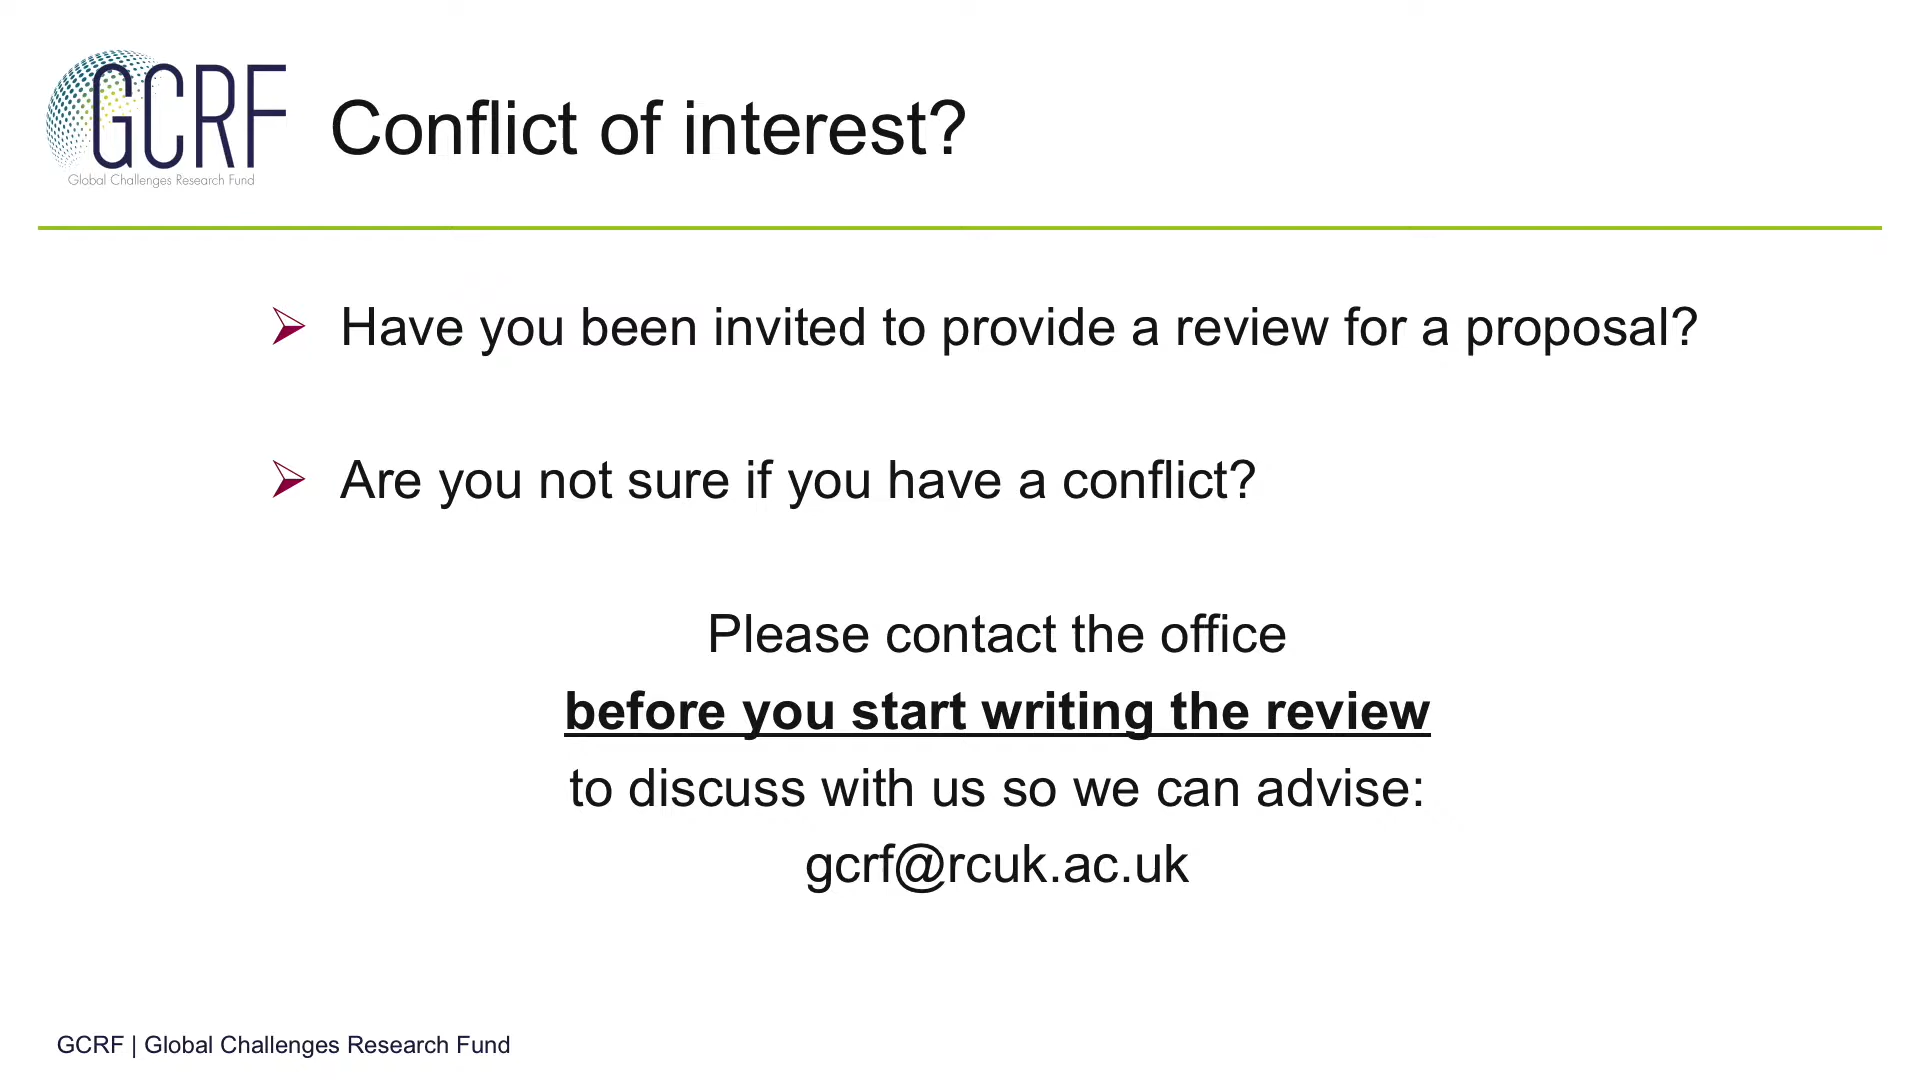 GCRF
Global Challenges Research Fund
Conflict of interest?
Have you been invited to provide a review for a proposal?
Are you not sure if you have a conflict?
Please contact the office
before you start writing the review
to discuss with us so we can advise:
gcrf@rcuk.ac.uk
GCRF | Global Challenges Research Fund